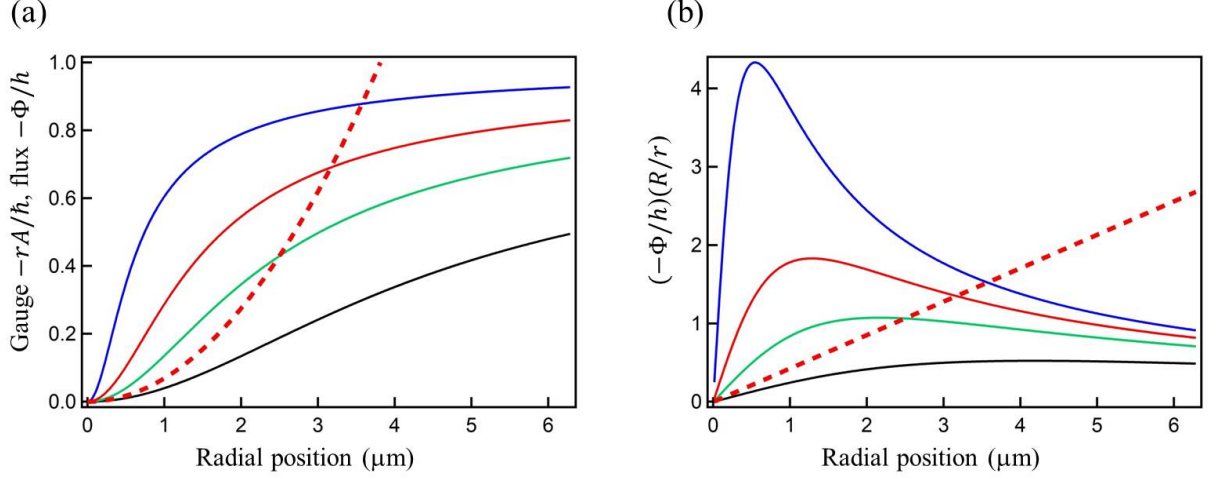 (a)
Gauge −rA/ħ, flux −Φ/h
1.0
0.8
0.6
0.4
0.2
0.0
0 1 2 3 4 5 6
Radial position (μm)
(b)
(−Φ/h)(R/r)
4
3
2
1
0
0 1 2 3 4 5 6
Radial position (μm)